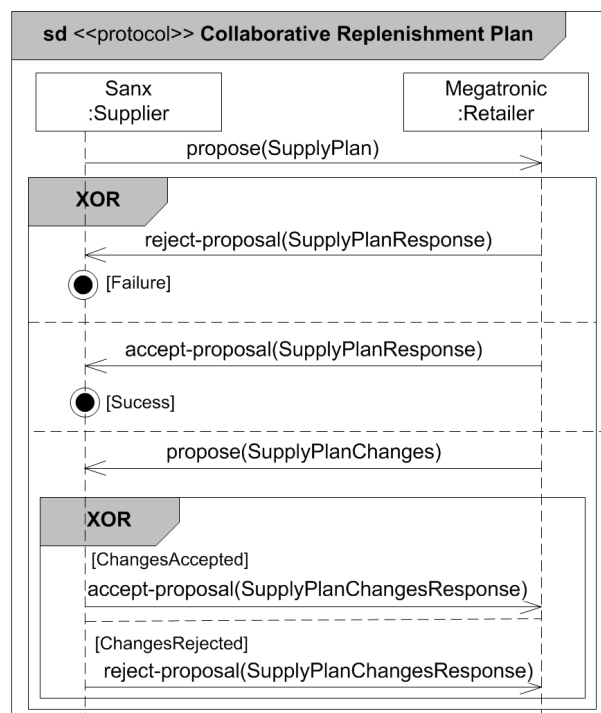 sd <<protocol>> Collaborative Replenishment Plan
Sanx
:Supplier
Megatronic
:Retailer
propose(SupplyPlan)
XOR
reject-proposal(SupplyPlanResponse)
[Failure]
accept-proposal(SupplyPlanResponse)
[Sucess]
propose(SupplyPlanChanges)
XOR
[ChangesAccepted]
accept-proposal(SupplyPlanChangesResponse)
[ChangesRejected]
reject-proposal(SupplyPlanChangesResponse)